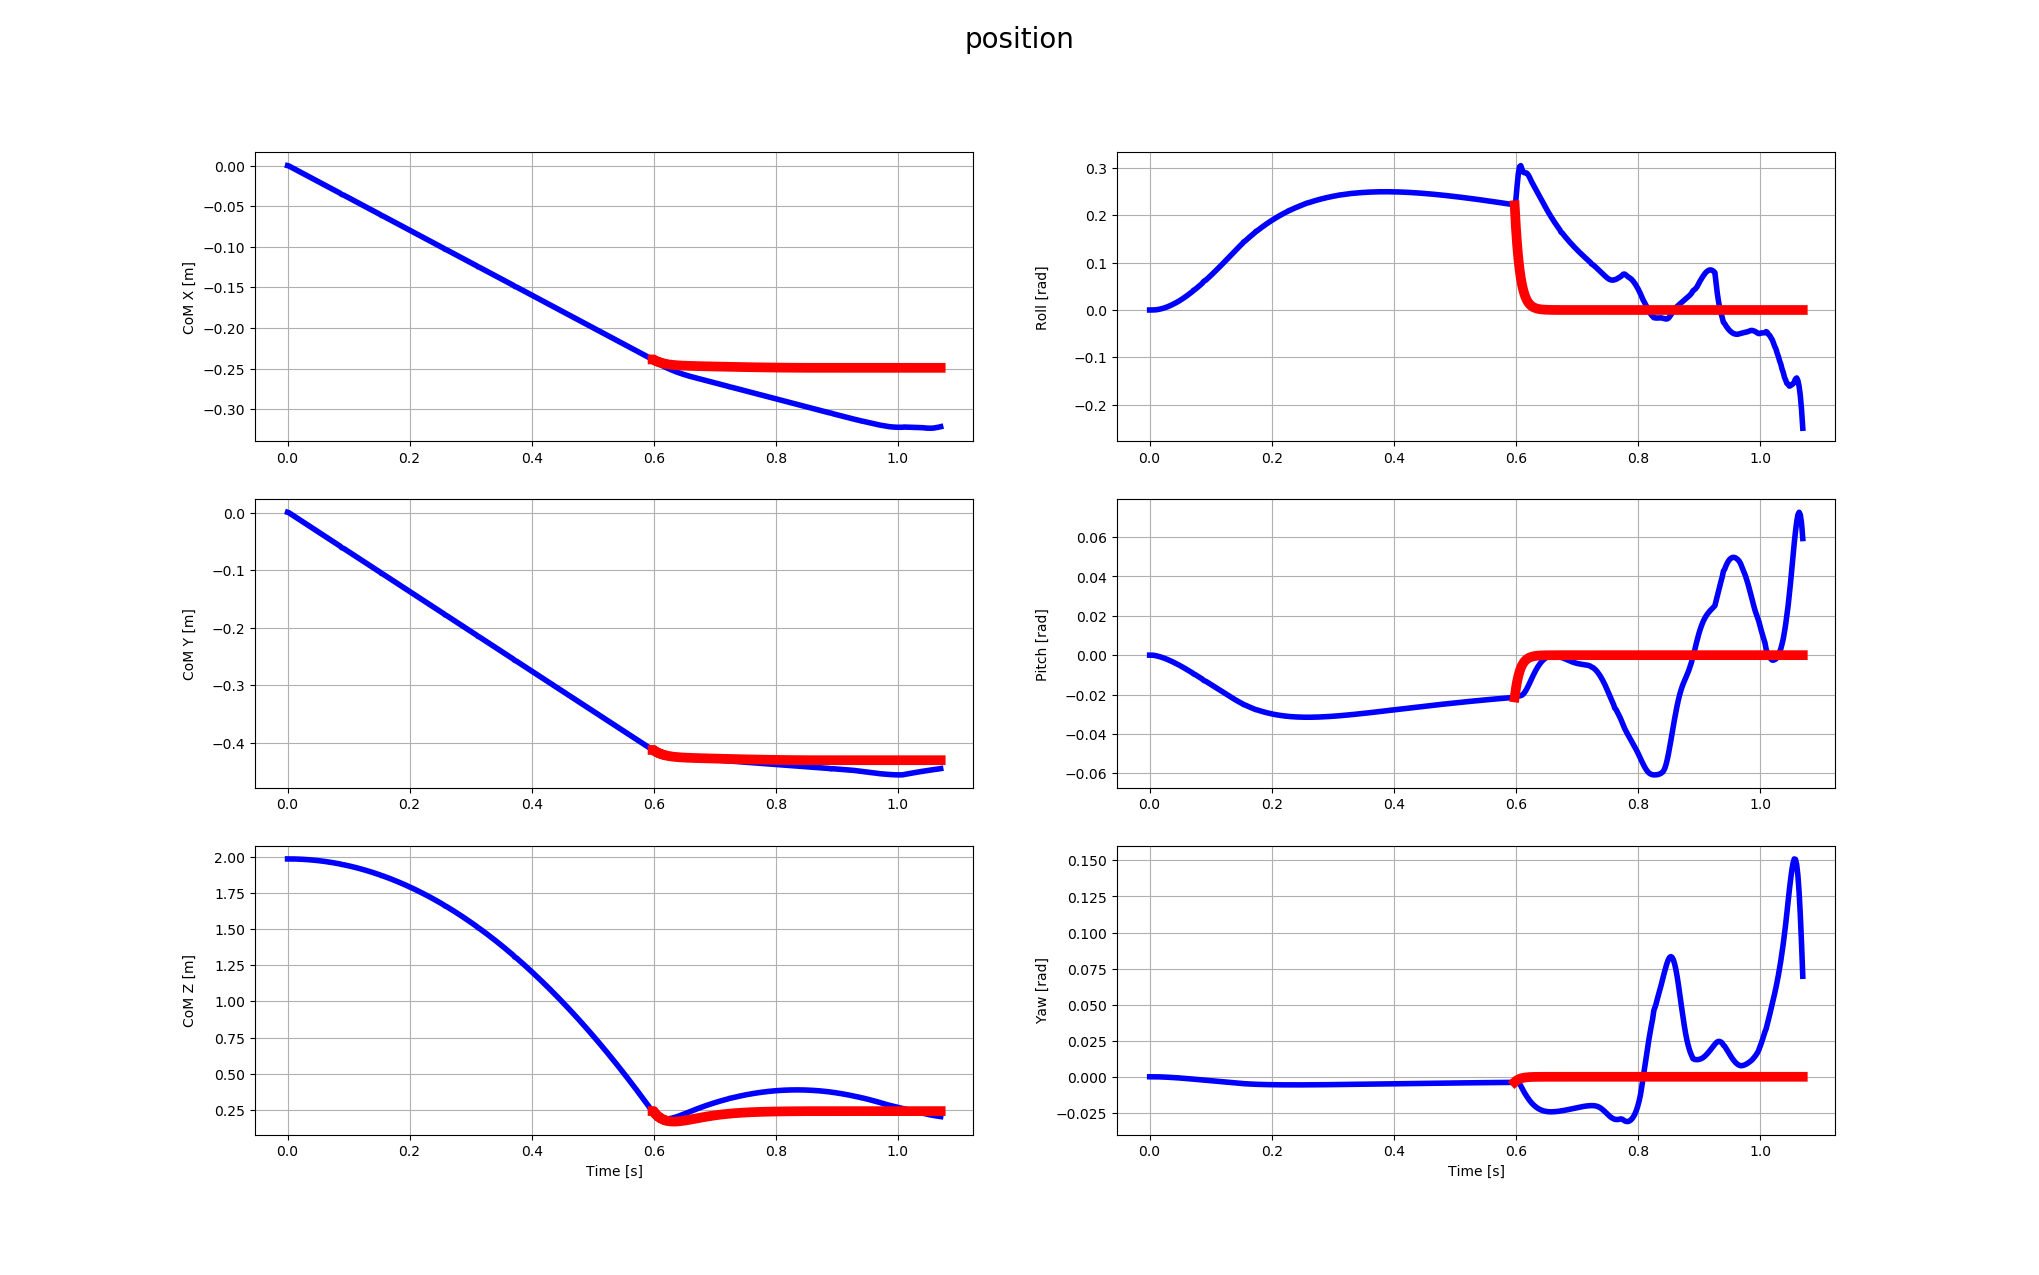 position
CoM X [m]
0.00
−0.05
−0.10
−0.15
−0.20
−0.25
−0.30
0.0 0.2 0.4 0.6 0.8 1.0
Roll [rad]
0.3
0.2
0.1
0.0
−0.1
−0.2
0.0 0.2 0.4 0.6 0.8 1.0
CoM Y [m]
0.0
−0.1
−0.2
−0.3
−0.4
0.0 0.2 0.4 0.6 0.8 1.0
Pitch [rad]
0.06
0.04
0.02
0.00
−0.02
−0.04
−0.06
0.0 0.2 0.4 0.6 0.8 1.0
CoM Z [m]
2.00
1.75
1.50
1.25
1.00
0.75
0.50
0.25
0.0 0.2 0.4 0.6 0.8 1.0
Time [s]
Yaw [rad]
0.150
0.125
0.100
0.075
0.050
0.025
0.000
−0.025
0.0 0.2 0.4 0.6 0.8 1.0
Time [s]